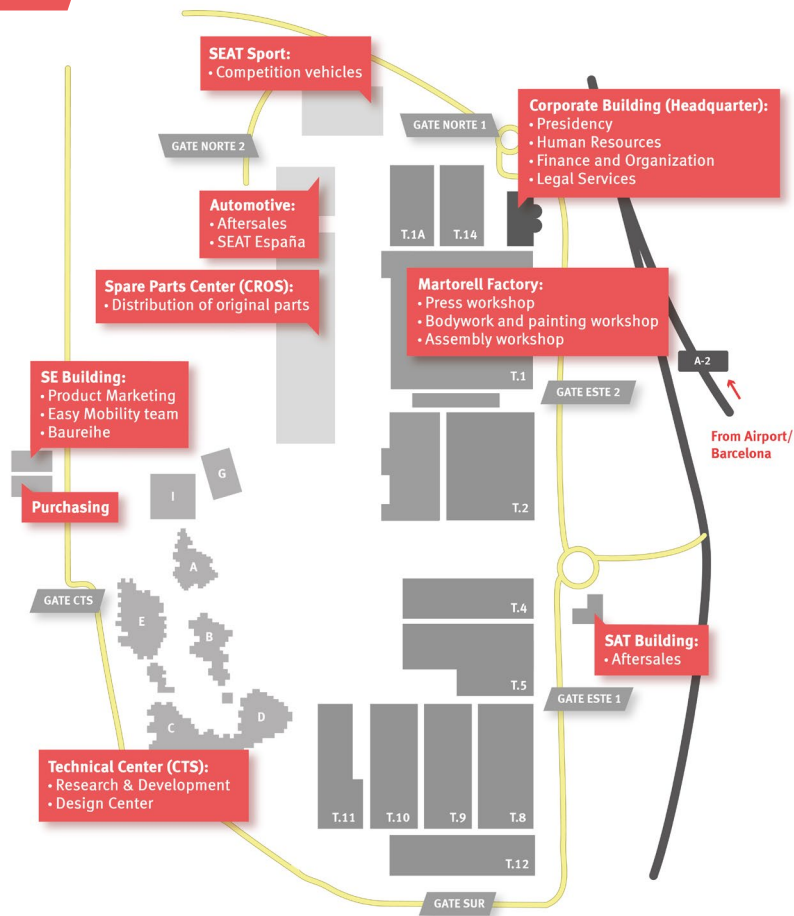 SEAT Sport:
• Competition vehicles
GATE NORTE 1
GATE NORTE 2
Corporate Building (Headquarter):
• Presidency
• Human Resources
• Finance and Organization
• Legal Services
Automotive:
• Aftersales
• SEAT España
T.1A
T.14
Spare Parts Center (CROS):
• Distribution of original parts
Martorell Factory:
• Press workshop
• Bodywork and painting workshop
• Assembly workshop
T.1
A-2
From Airport/
Barcelona
GATE ESTE 2
SE Building:
• Product Marketing
• Easy Mobility team
• Baureihe
Purchasing
G
I
T.2
A
GATE CTS
E
B
T.4
SAT Building:
• Aftersales
T.5
GATE ESTE 1
D
C
Technical Center (CTS):
• Research & Development
• Design Center
T.11
T.10
T.9
T.8
T.12
GATE SUR